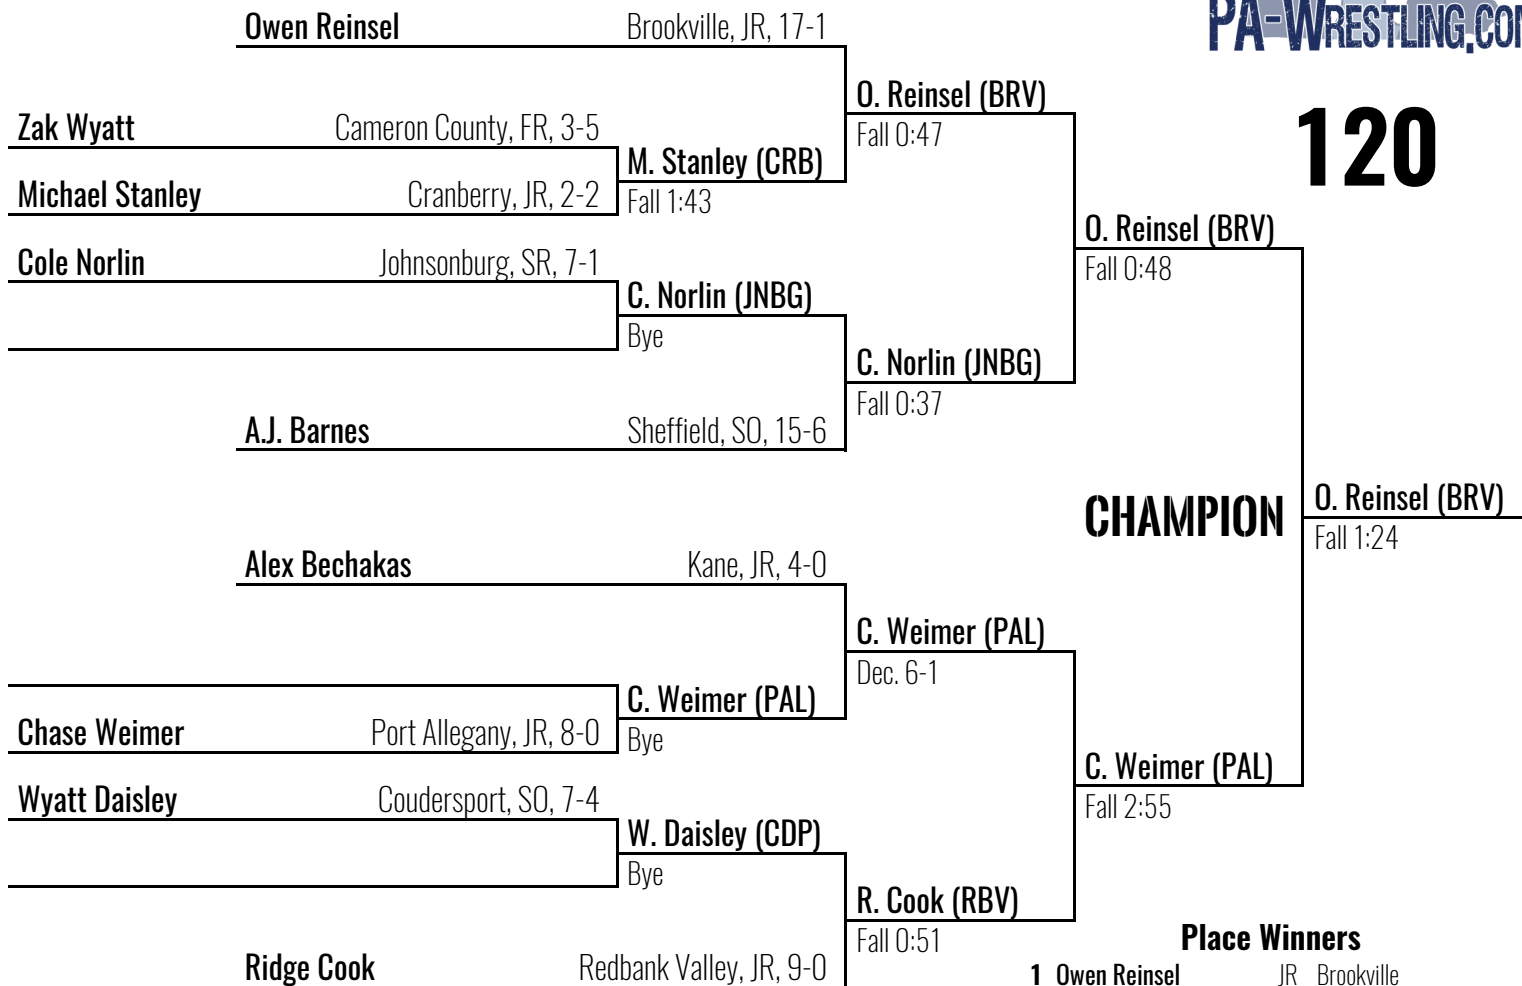 PA-WRESTLING.COM
120
Owen Reinsel Brookville, JR, 17-1
O. Reinsel (BRV)
Fall 0:47
Zak Wyatt Cameron County, FR, 3-5
M. Stanley (CRB)
Fall 1:43
Michael Stanley Cranberry, JR, 2-2
O. Reinsel (BRV)
Fall 0:48
Cole Norlin Johnsonburg, SR, 7-1
C. Norlin (JNBG)
Bye
C. Norlin (JNBG)
Fall 0:37
A.J. Barnes Sheffield, SO, 15-6
CHAMPION
O. Reinsel (BRV)
Fall 1:24
Alex Bechakas Kane, JR, 4-0
C. Weimer (PAL)
Dec. 6-1
C. Weimer (PAL)
Bye
Chase Weimer Port Allegany, JR, 8-0
C. Weimer (PAL)
Fall 2:55
Wyatt Daisley Coudersport, SO, 7-4
W. Daisley (CDP)
Bye
R. Cook (RBV)
Fall 0:51
Ridge Cook Redbank Valley, JR, 9-0
Place Winners
1 Owen Reinsel JR Brookville